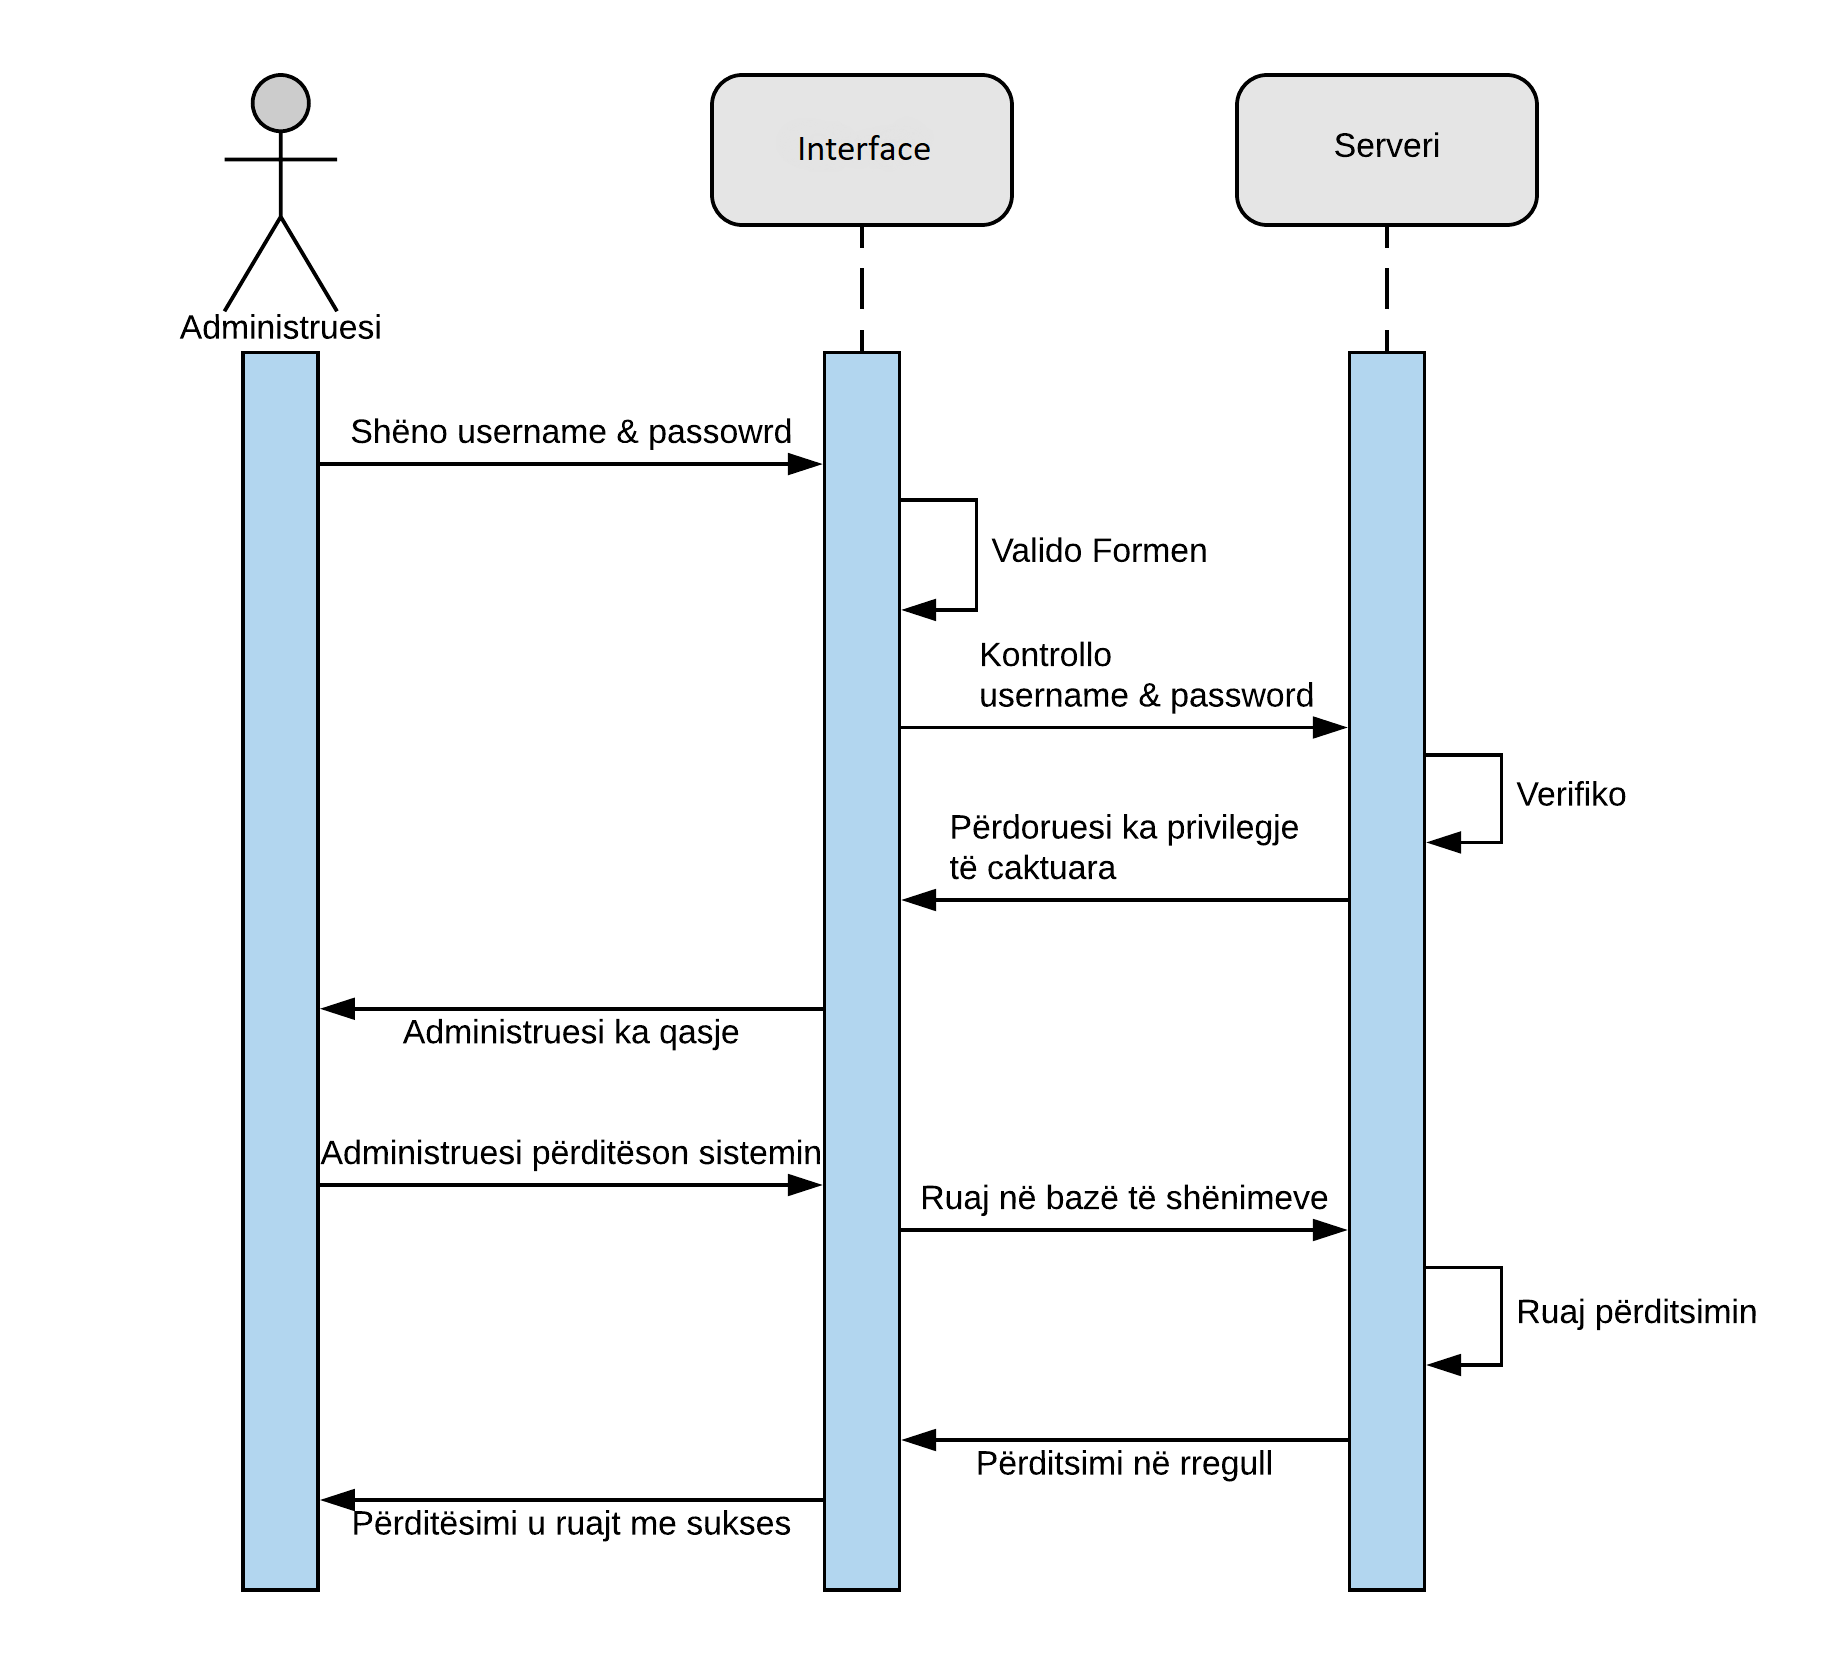 Interface
Serveri
Administruesi
Shëno username & passowrd
Valido Formen
Kontrollo
username & password
Verifiko
Përdoruesi ka privilegje
të caktuara
Administruesi ka qasje
Administruesi përditëson sistemin
Ruaj në bazë të shënimeve
Ruaj përditsimin
Përditsimi në rregull
Përditësimi u ruajt me sukses